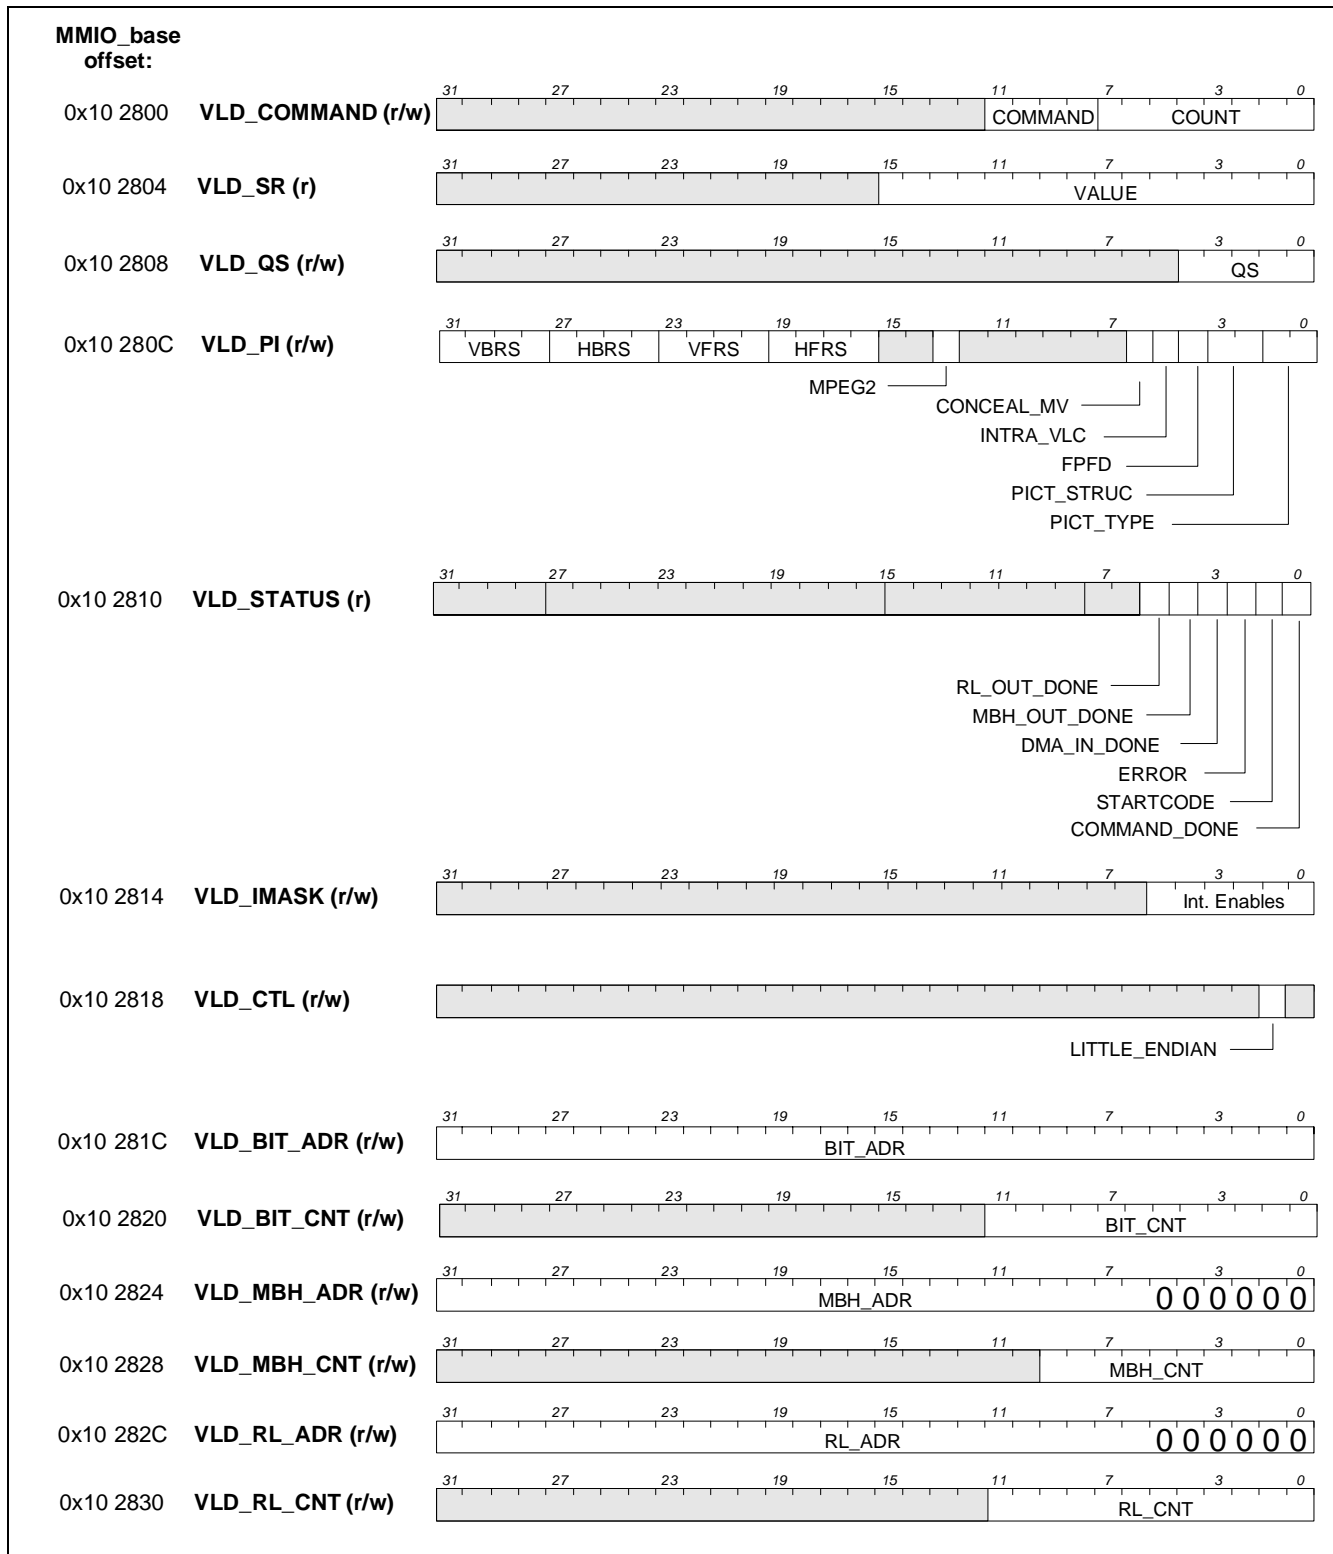 MMIO_base
offset:
31 27 23 19 15 11 7 3 0
0x10 2800 VLD_COMMAND (r/w) COMMAND COUNT
31 27 23 19 15 11 7 3 0
0x10 2804 VLD_SR (r) VALUE
31 27 23 19 15 11 7 3 0
0x10 2808 VLD_QS (r/w) QS
31 27 23 19 15 11 7 3 0
0x10 280C VLD_PI (r/w) VBRS HBRS VFRS HFRS
MPEG2
CONCEAL_MV
INTRA_VLC
FPFD
PICT_STRUC
PICT_TYPE
31 27 23 19 15 11 7 3 0
0x10 2810 VLD_STATUS (r)
RL_OUT_DONE
MBH_OUT_DONE
DMA_IN_DONE
ERROR
STARTCODE
COMMAND_DONE
31 27 23 19 15 11 7 3 0
0x10 2814 VLD_IMASK (r/w) Int. Enables
0x10 2818 VLD_CTL (r/w)
LITTLE_ENDIAN
31 27 23 19 15 11 7 3 0
0x10 281C VLD_BIT_ADR (r/w) BIT_ADR
31 27 23 19 15 11 7 3 0
0x10 2820 VLD_BIT_CNT (r/w) BIT_CNT
31 27 23 19 15 11 7 3 0
0x10 2824 VLD_MBH_ADR (r/w) MBH_ADR 0 0 0 0 0 0
31 27 23 19 15 11 7 3 0
0x10 2828 VLD_MBH_CNT (r/w) MBH_CNT
31 27 23 19 15 11 7 3 0
0x10 282C VLD_RL_ADR (r/w) RL_ADR 0 0 0 0 0 0
31 27 23 19 15 11 7 3 0
0x10 2830 VLD_RL_CNT (r/w) RL_CNT